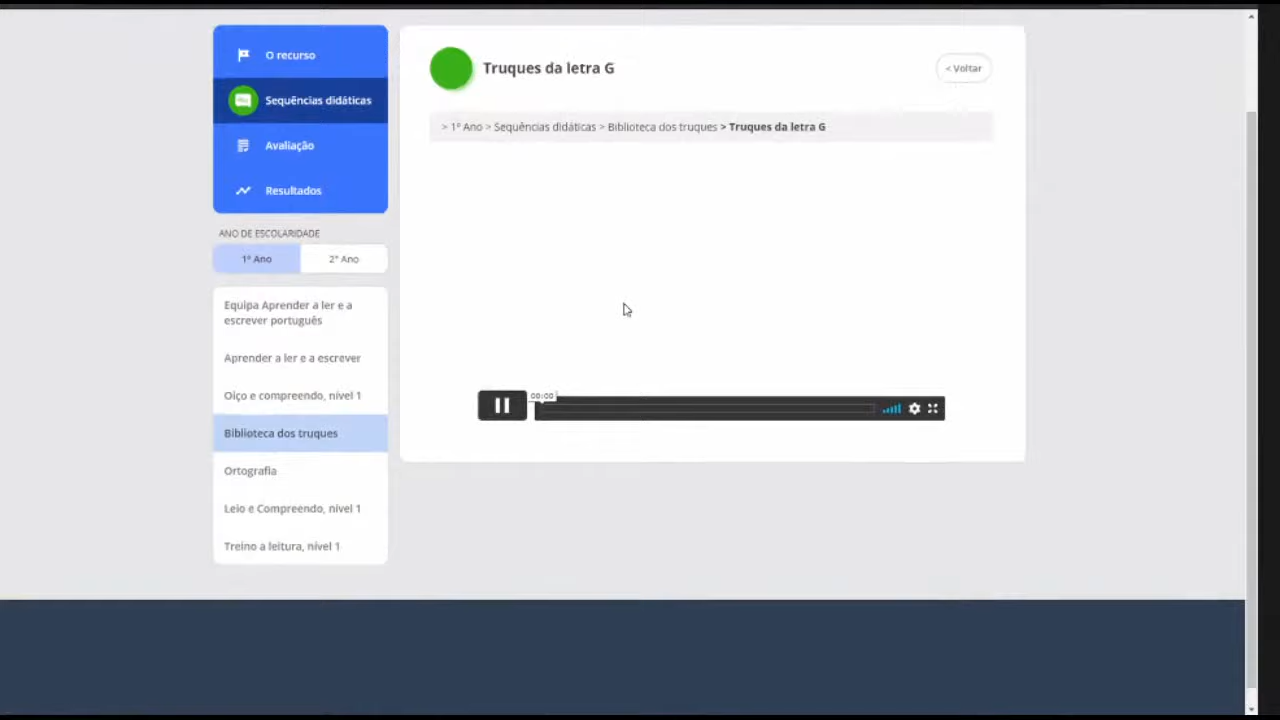 O recurso
Sequências didáticas
Avaliação
Resultados
ANO DE ESCOLARIDADE
1º Ano
2º Ano
Equipa Aprender a ler e a
escrever português
Aprender a ler e a escrever
Oiço e compreendo, nível 1
Biblioteca dos truques
Ortografia
Leio e Compreendo, nível 1
Treino a leitura, nível 1
Truques da letra G
< Voltar
> 1º Ano > Sequências didáticas > Biblioteca dos truques > Truques da letra G
00:00